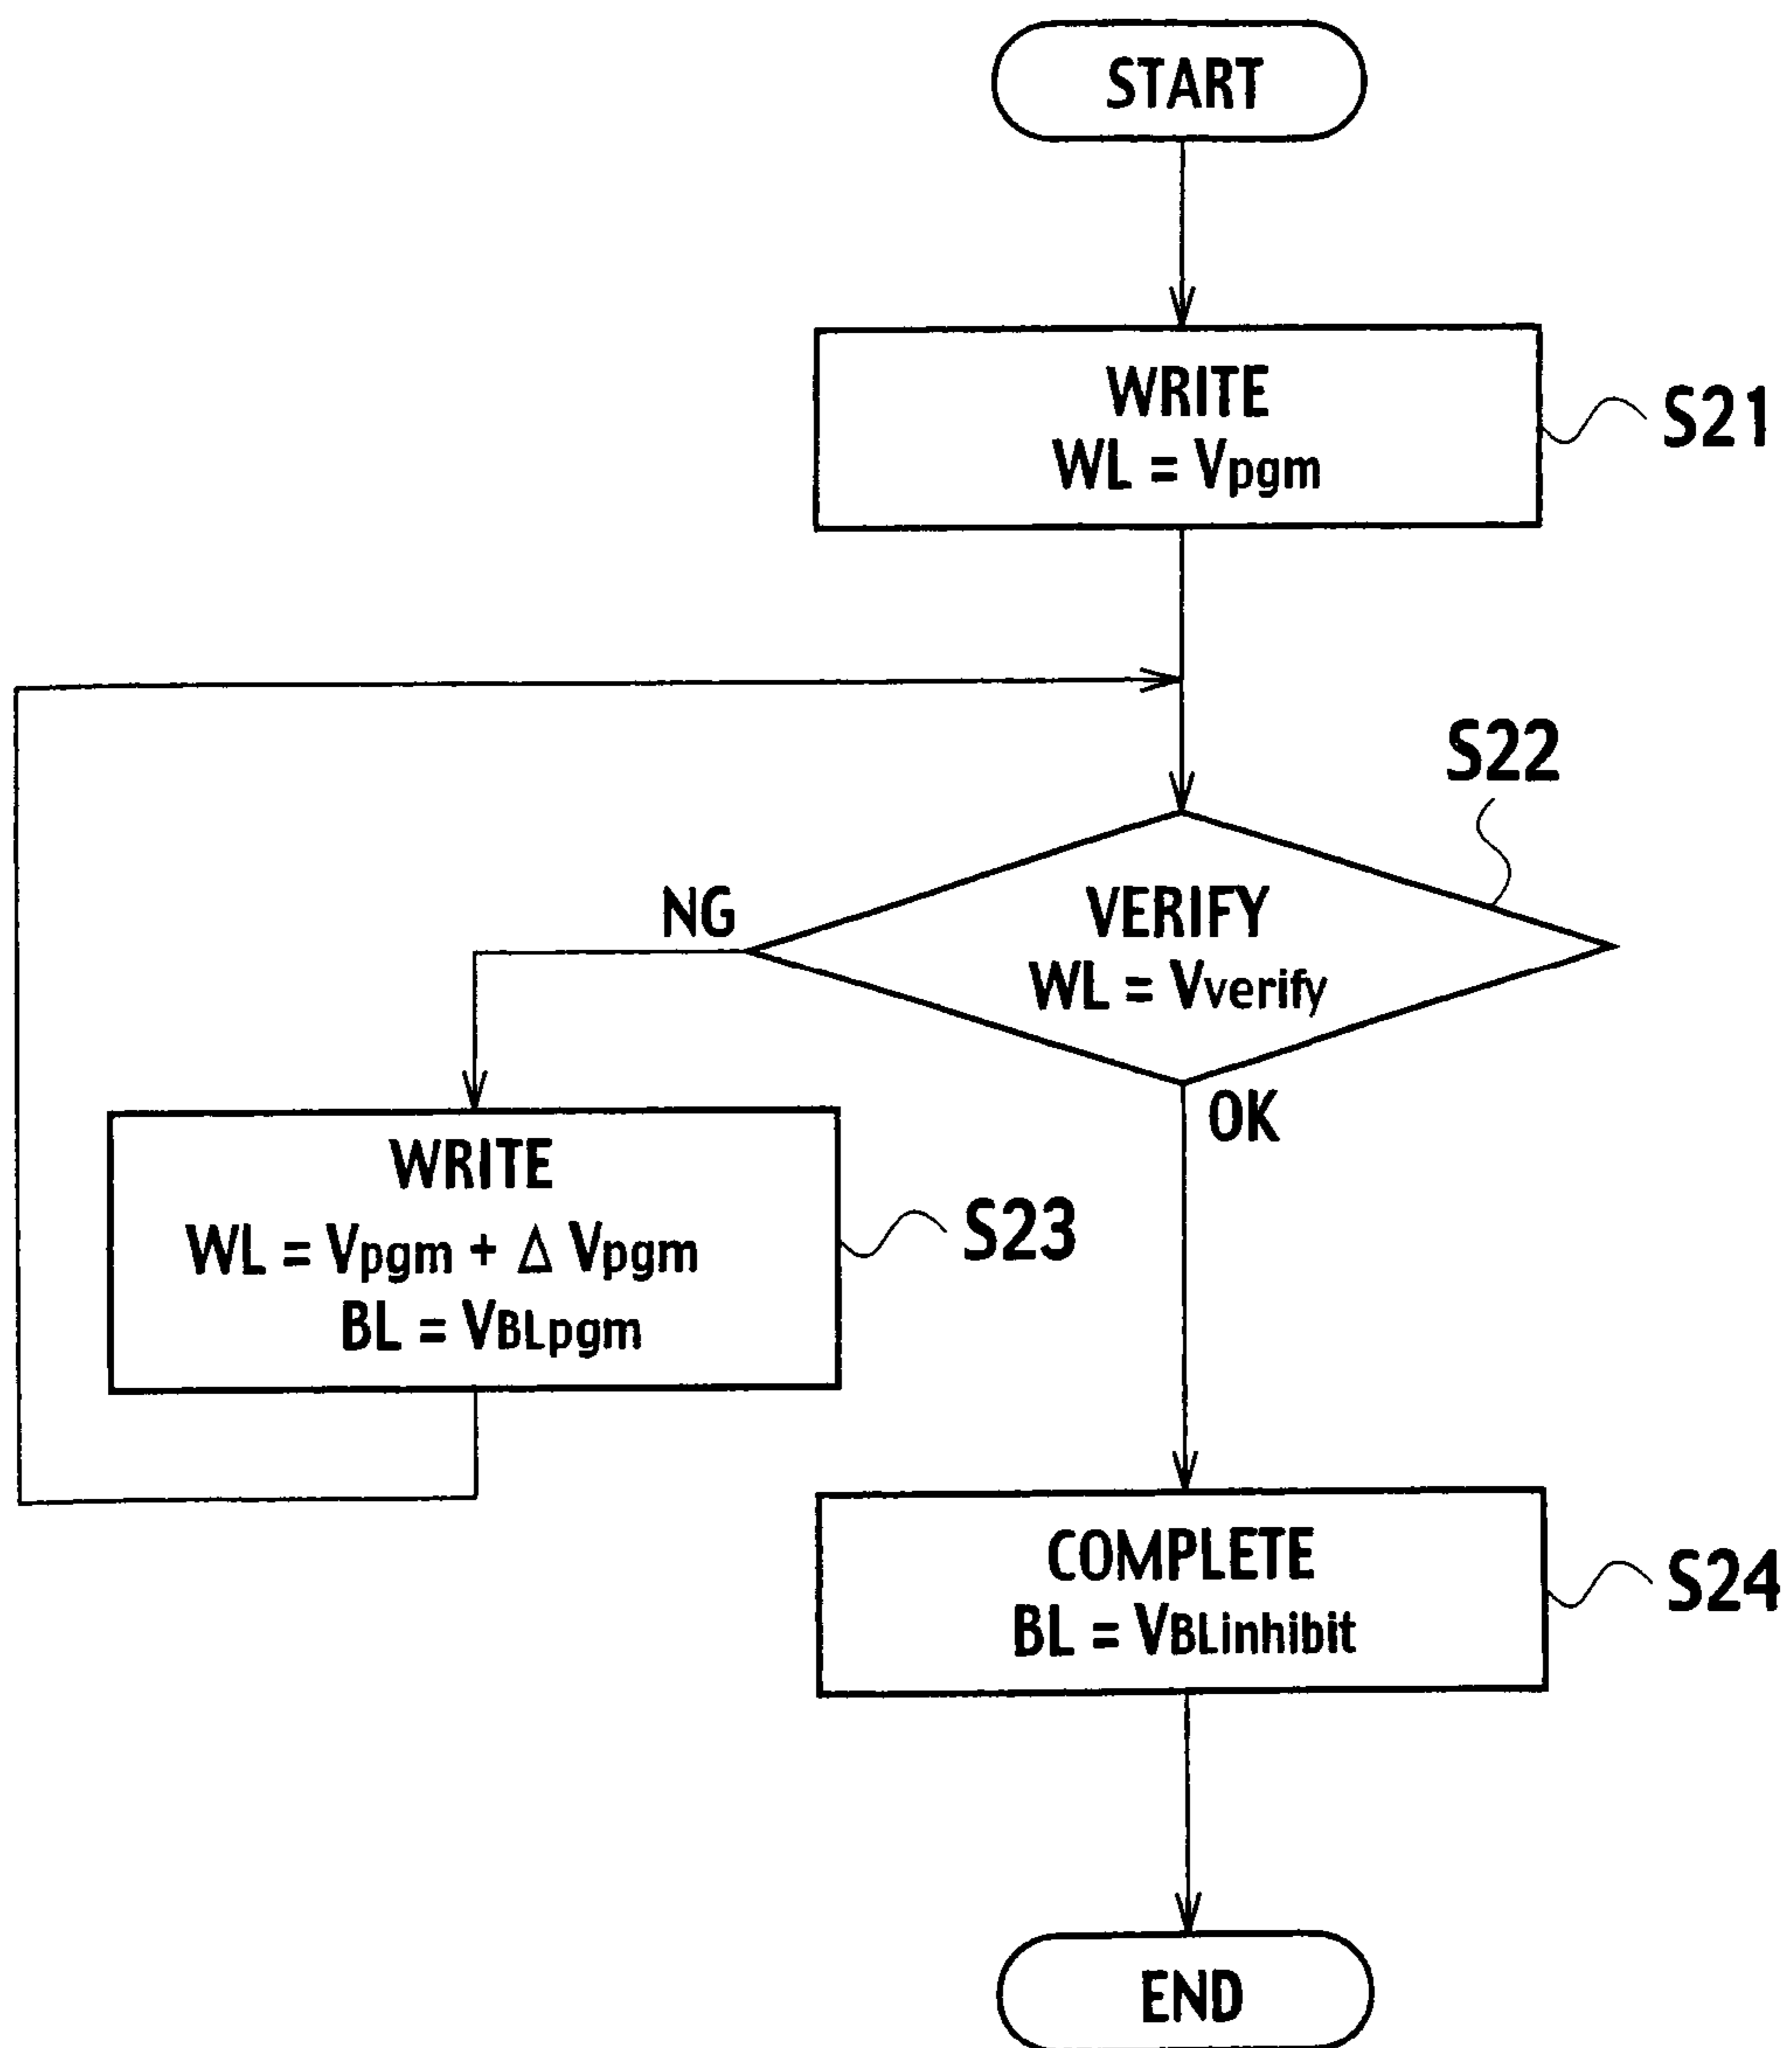 START
WRITE
WL = Vpgm
S21
S22
NG
VERIFY
WL = Vverify
OK
WRITE
WL = Vpgm + Δ Vpgm
BL = VBLpgm
S23
COMPLETE
BL = VBLinhibit
S24
END